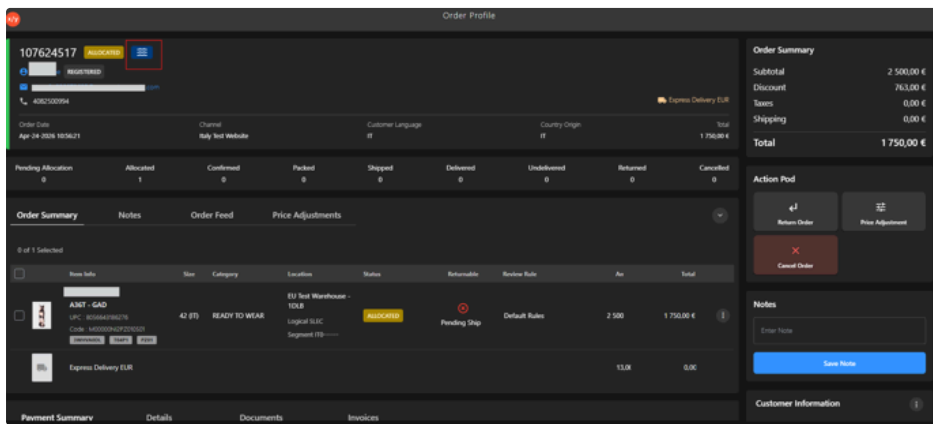 Order Profile
107624517 ALLOCATED
REGISTERED
.com
4082500994
Express Delivery EUR
Order Date Channel Customer Language Country Origin Total
Apr-24-2026 10:56:21 Italy Test Website IT IT 1 750,00 €
Pending Allocation Allocated Confirmed Packed Shipped Delivered Undelivered Returned Cancelled
0 1 0 0 0 0 0 0 0
Order Summary Notes Order Feed Price Adjustments
0 of 1 Selected
Item Info Size Category Location Status Returnable Review Rule Total
A36T - GAD
UPC
Code
42 (IT) READY TO WEAR
EU Test Warehouse -
1DLB
Logical SLEC
Segment IT0
ALLOCATED
Pending Ship
Default Rules 2 500 1 750,00 €
Express Delivery EUR 0,00
Payment Summary Details Documents Invoices
Order Summary
Subtotal 2 500,00 €
Discount 763,00 €
Taxes 0,00 €
Shipping 0,00 €
Total 1 750,00 €
Action Pod
Return Order Price Adjustment
Cancel Order
Notes
Enter Note
Save Note
Customer Information